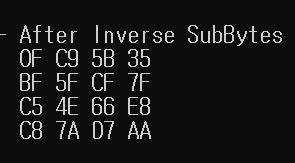 - After Inverse SubBytes
0F C9 5B 35
BF 5F CF 7F
C5 4E 66 E8
C8 7A D7 AA